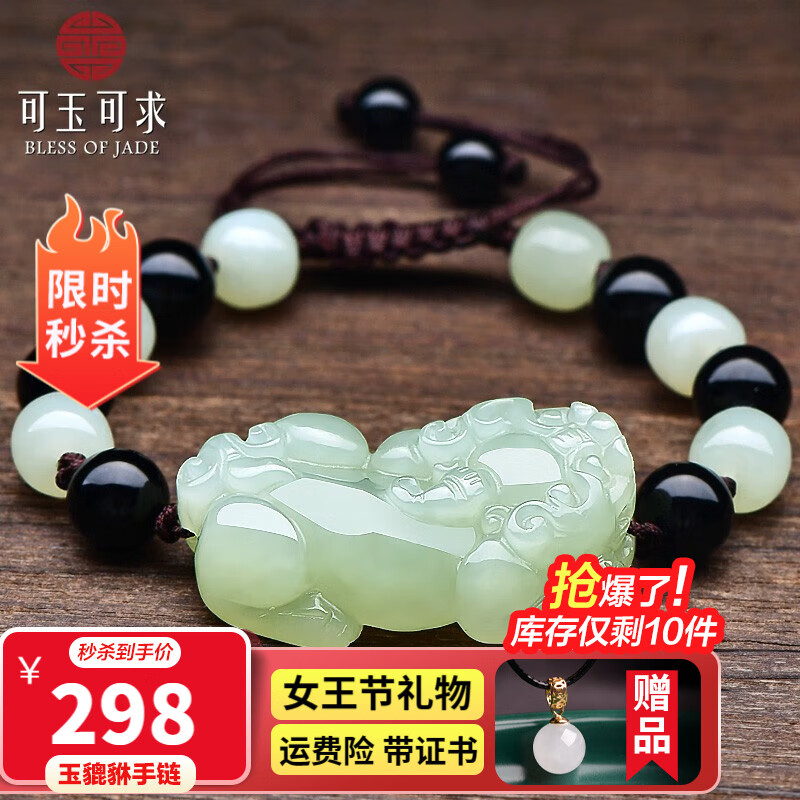 可玉可求
BLESS OF JADE
限时
秒杀
抢爆了!
库存仅剩10件
秒杀到手价
¥298
玉貔貅手链
女王节礼物
运费险 带证书
赠品